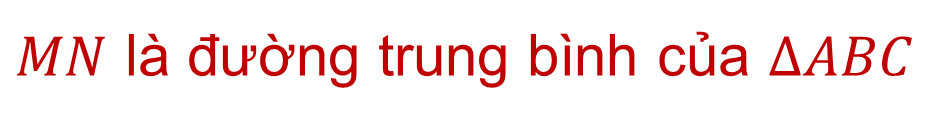 MN là đường trung bình của ΔABC